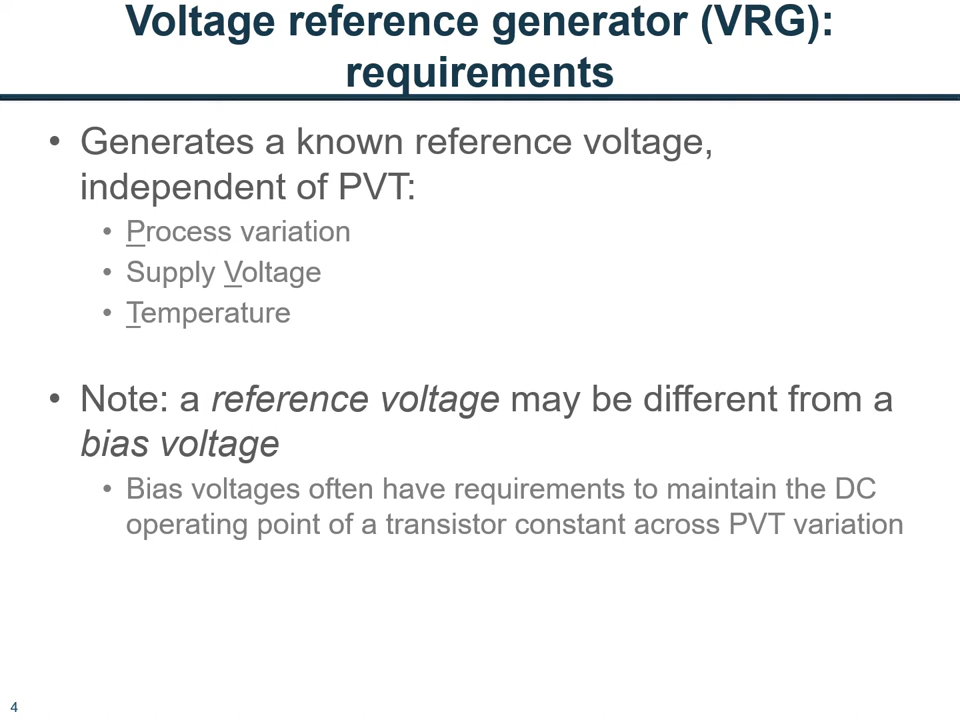 Voltage reference generator (VRG):
requirements
• Generates a known reference voltage,
independent of PVT:
• Process variation
• Supply Voltage
• Temperature
• Note: a reference voltage may be different from a
bias voltage
• Bias voltages often have requirements to maintain the DC
operating point of a transistor constant across PVT variation
4